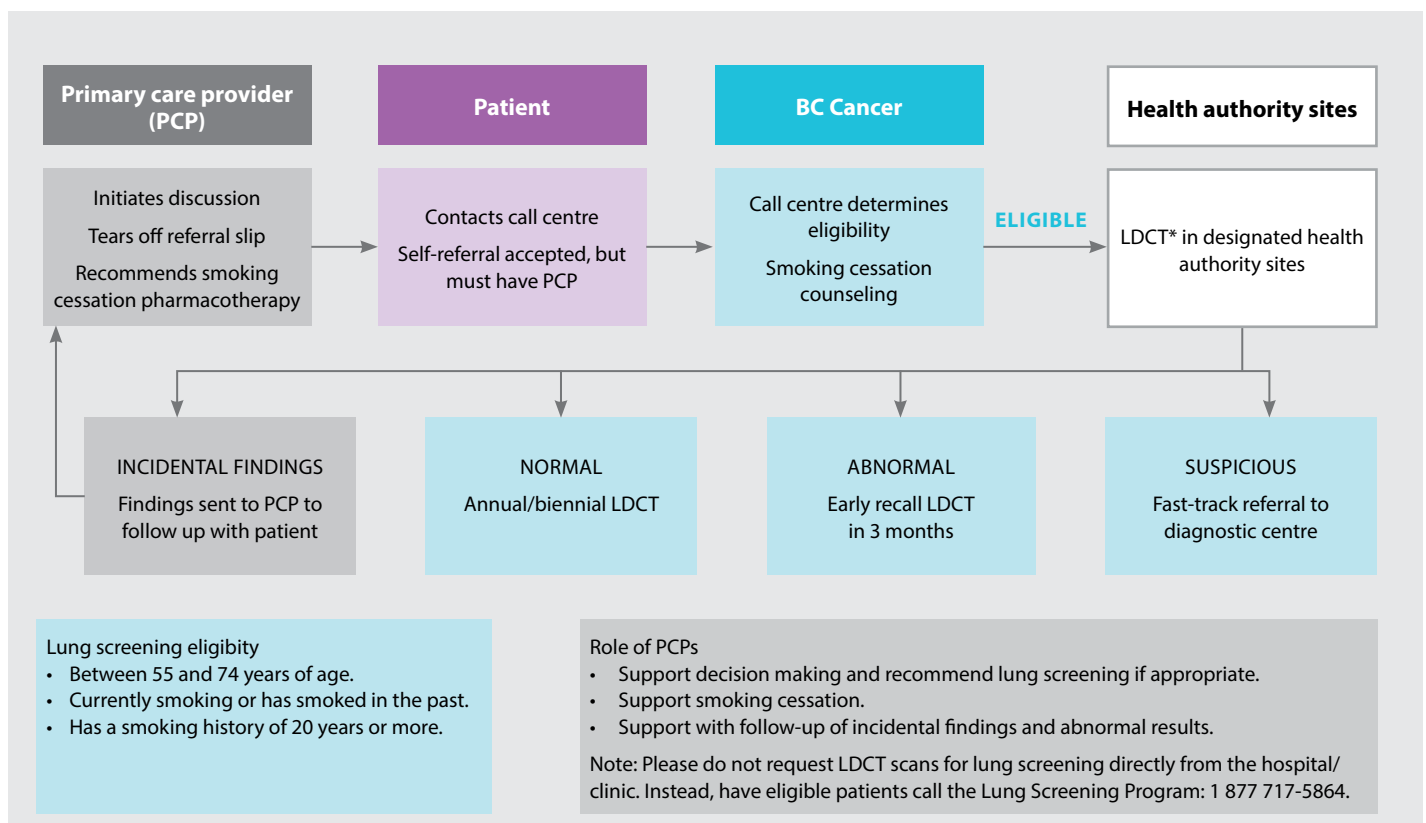 Primary care provider
(PCP)
Patient
BC Cancer
Health authority sites
Initiates discussion
Tears off referral slip
Recommends smoking
cessation pharmacotherapy
Contacts call centre
Self-referral accepted, but
must have PCP
Call centre determines
eligibility
Smoking cessation
counseling
ELIGIBLE
LDCT* in designated health
authority sites
INCIDENTAL FINDINGS
Findings sent to PCP to
follow up with patient
NORMAL
Annual/biennial LDCT
ABNORMAL
Early recall LDCT
in 3 months
SUSPICIOUS
Fast-track referral to
diagnostic centre
Lung screening eligibity
• Between 55 and 74 years of age.
• Currently smoking or has smoked in the past.
• Has a smoking history of 20 years or more.
Role of PCPs
• Support decision making and recommend lung screening if appropriate.
• Support smoking cessation.
• Support with follow-up of incidental findings and abnormal results.
Note: Please do not request LDCT scans for lung screening directly from the hospital/
clinic. Instead, have eligible patients call the Lung Screening Program: 1 877 717-5864.